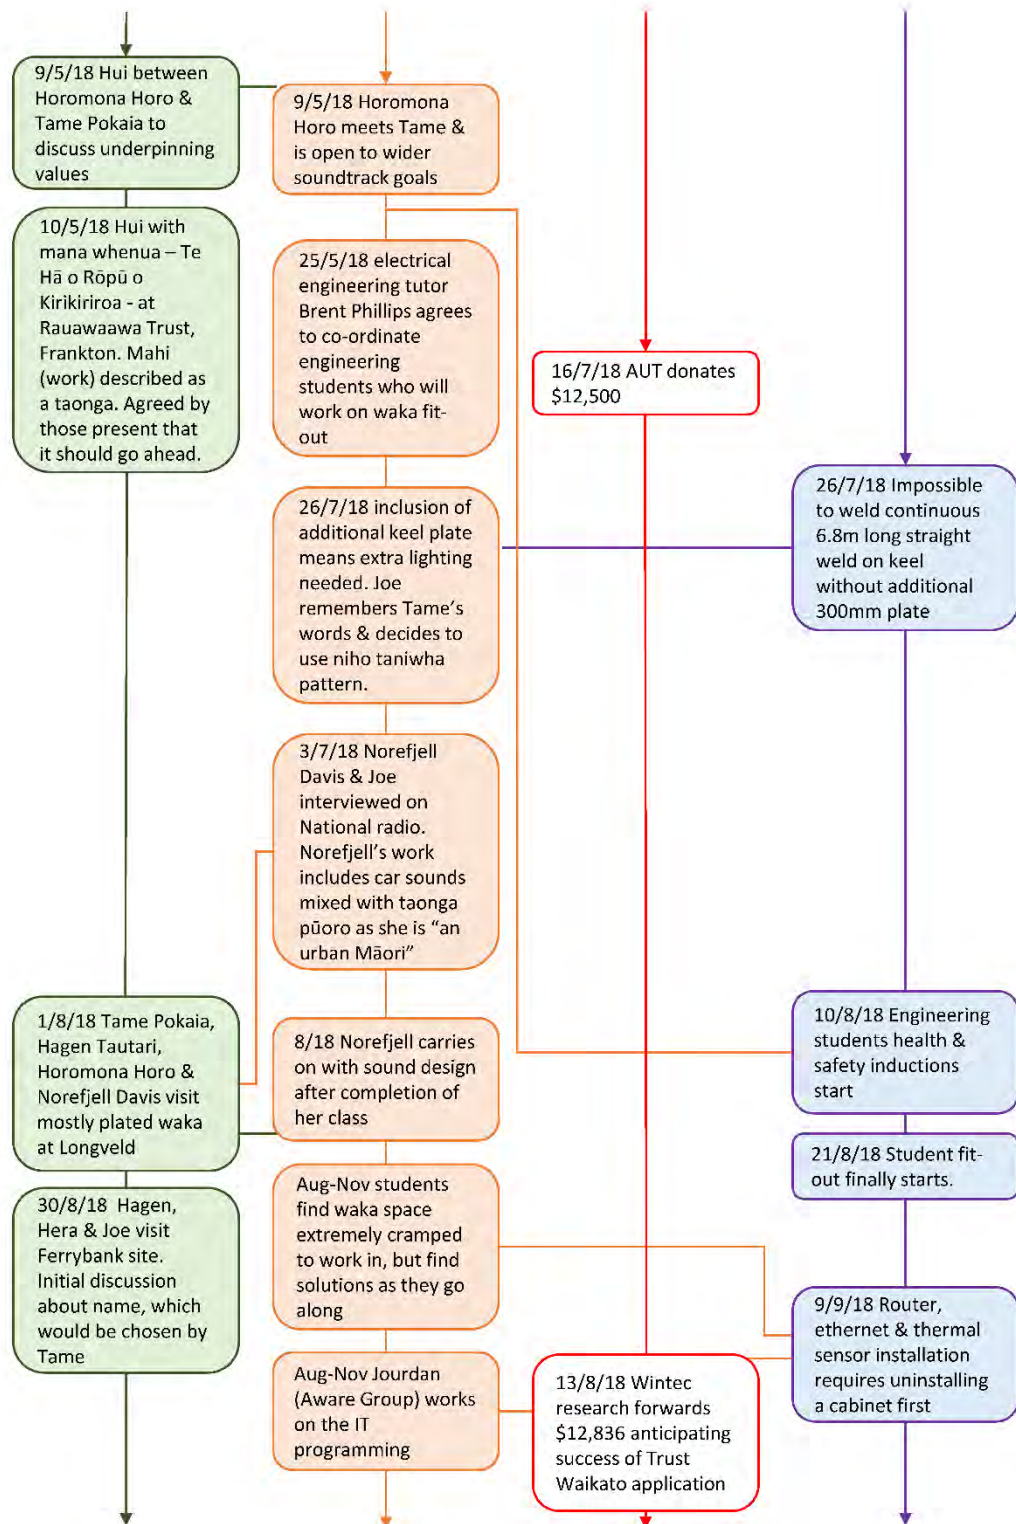 9/5/18 Hui between
Horomona Horo &
Tame Pokaia to
discuss underpinning
values
10/5/18 Hui with
mana whenua – Te
Hā o Rōpū o
Kirikiriroa - at
Rauawaawa Trust,
Frankton. Mahi
(work) described as
a taonga. Agreed by
those present that
it should go ahead.
1/8/18 Tame Pokaia,
Hagen Tautari,
Horomona Horo &
Norefjell Davis visit
mostly plated waka
at Longveld
30/8/18  Hagen,
Hera & Joe visit
Ferrybank site.
Initial discussion
about name, which
would be chosen by
Tame
9/5/18 Horomona
Horo meets Tame &
is open to wider
soundtrack goals
25/5/18 electrical
engineering tutor
Brent Phillips agrees
to co-ordinate
engineering
students who will
work on waka fit-
out
26/7/18 inclusion of
additional keel plate
means extra lighting
needed. Joe
remembers Tame’s
words & decides to
use niho taniwha
pattern.
3/7/18 Norefjell
Davis & Joe
interviewed on
National radio.
Norefjell’s work
includes car sounds
mixed with taonga
pūoro as she is “an
urban Māori”
8/18 Norefjell carries
on with sound design
after completion of
her class
Aug-Nov students
find waka space
extremely cramped
to work in, but find
solutions as they go
along
Aug-Nov Jourdan
(Aware Group) works
on the IT
programming
16/7/18 AUT donates
$12,500
13/8/18 Wintec
research forwards
$12,836 anticipating
success of Trust
Waikato application
26/7/18 Impossible
to weld continuous
6.8m long straight
weld on keel
without additional
300mm plate
10/8/18 Engineering
students health &
safety inductions
start
21/8/18 Student fit-
out finally starts.
9/9/18 Router,
ethernet & thermal
sensor installation
requires uninstalling
a cabinet first